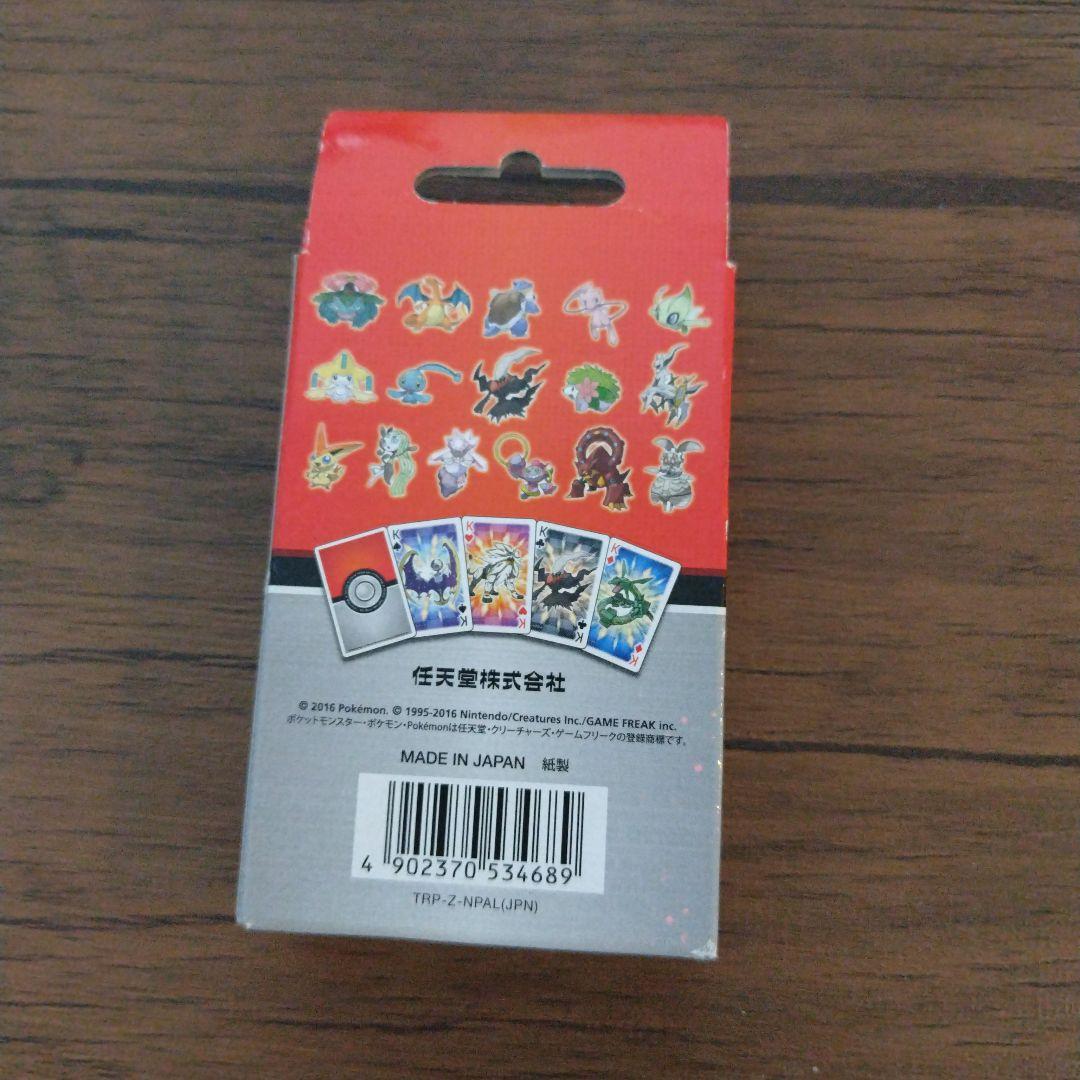 K
K
K
K
K
K
K
K
任天堂株式会社
© 2016 Pokémon. © 1995-2016 Nintendo/Creatures Inc./GAME FREAK inc.
ポケットモンスター・ポケモン・Pokémonは任天堂・クリーチャーズ・ゲームフリークの登録商標です。
MADE IN JAPAN 紙製
4 902370 534689
TRP-Z-NPAL(JPN)